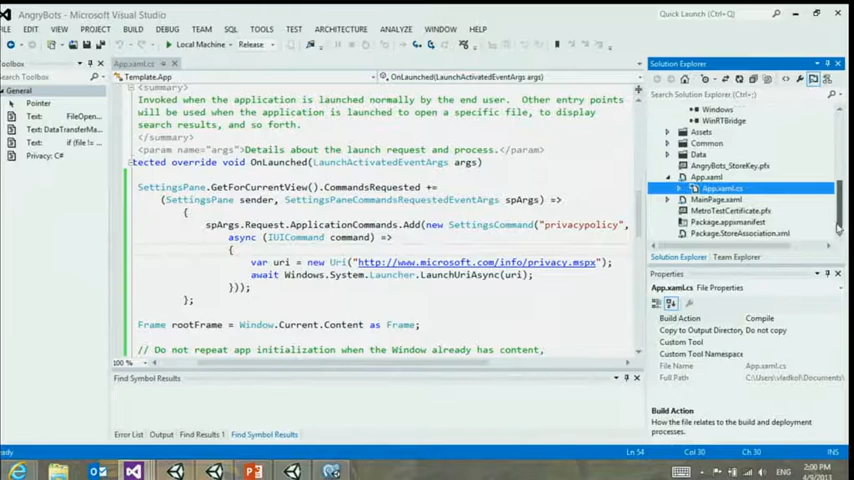 AngryBots - Microsoft Visual Studio
Quick Launch (Ctrl+Q)
FILE EDIT VIEW PROJECT BUILD DEBUG TEAM SQL TOOLS TEST ARCHITECTURE ANALYZE WINDOW HELP
Local Machine Release
Toolbox
Search Toolbox
General
Pointer
Text: FileOpen...
Text: DataTransferMa...
Text: if (file != ...
Privacy: C#
App.xaml.cs
Template.App
OnLaunched(LaunchActivatedEventArgs args)
<summary>
Invoked when the application is launched normally by the end user. Other entry points
will be used when the application is launched to open a specific file, to display
search results, and so forth.
</summary>
<param name="args">Details about the launch request and process.</param>
tected override void OnLaunched(LaunchActivatedEventArgs args)
SettingsPane.GetForCurrentView().CommandsRequested +=
(SettingsPane sender, SettingsPaneCommandsRequestedEventArgs spArgs) =>
{
spArgs.Request.ApplicationCommands.Add(new SettingsCommand("privacypolicy",
async (IUICommand command) =>
{
var uri = new Uri("http://www.microsoft.com/info/privacy.mspx");
await Windows.System.Launcher.LaunchUriAsync(uri);
}));
};
Frame rootFrame = Window.Current.Content as Frame;
// Do not repeat app initialization when the Window already has content,
100 %
Find Symbol Results
Error List Output Find Results 1 Find Symbol Results
Solution Explorer
Search Solution Explorer (Ctrl+;)
Windows
WinRTBridge
Assets
Common
Data
AngryBots_StoreKey.pfx
App.xaml
App.xaml.cs
MainPage.xaml
MetroTestCertificate.pfx
Package.appxmanifest
Package.StoreAssociation.xml
Solution Explorer Team Explorer
Properties
App.xaml.cs File Properties
Build Action Compile
Copy to Output Directory Do not copy
Custom Tool
Custom Tool Namespace
File Name App.xaml.cs
Full Path C:\Users\vladkol\Documents\
Build Action
How the file relates to the build and deployment
processes.
Ready
Ln 54 Col 30 Ch 30 INS
ENG
2:00 PM
4/9/2013